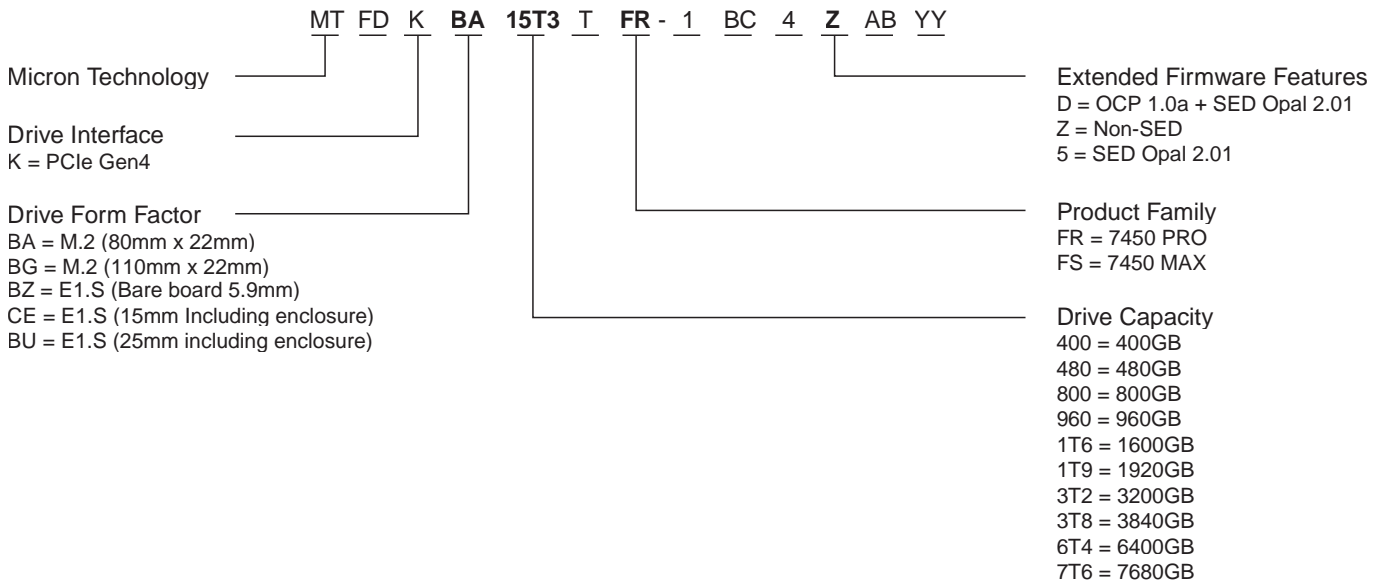 MT FD K BA 15T3 T FR - 1 BC 4 Z AB YY
Micron Technology
Drive Interface
K = PCIe Gen4
Drive Form Factor
BA = M.2 (80mm x 22mm)
BG = M.2 (110mm x 22mm)
BZ = E1.S (Bare board 5.9mm)
CE = E1.S (15mm Including enclosure)
BU = E1.S (25mm including enclosure)
Extended Firmware Features
D = OCP 1.0a + SED Opal 2.01
Z = Non-SED
5 = SED Opal 2.01
Product Family
FR = 7450 PRO
FS = 7450 MAX
Drive Capacity
400 = 400GB
480 = 480GB
800 = 800GB
960 = 960GB
1T6 = 1600GB
1T9 = 1920GB
3T2 = 3200GB
3T8 = 3840GB
6T4 = 6400GB
7T6 = 7680GB